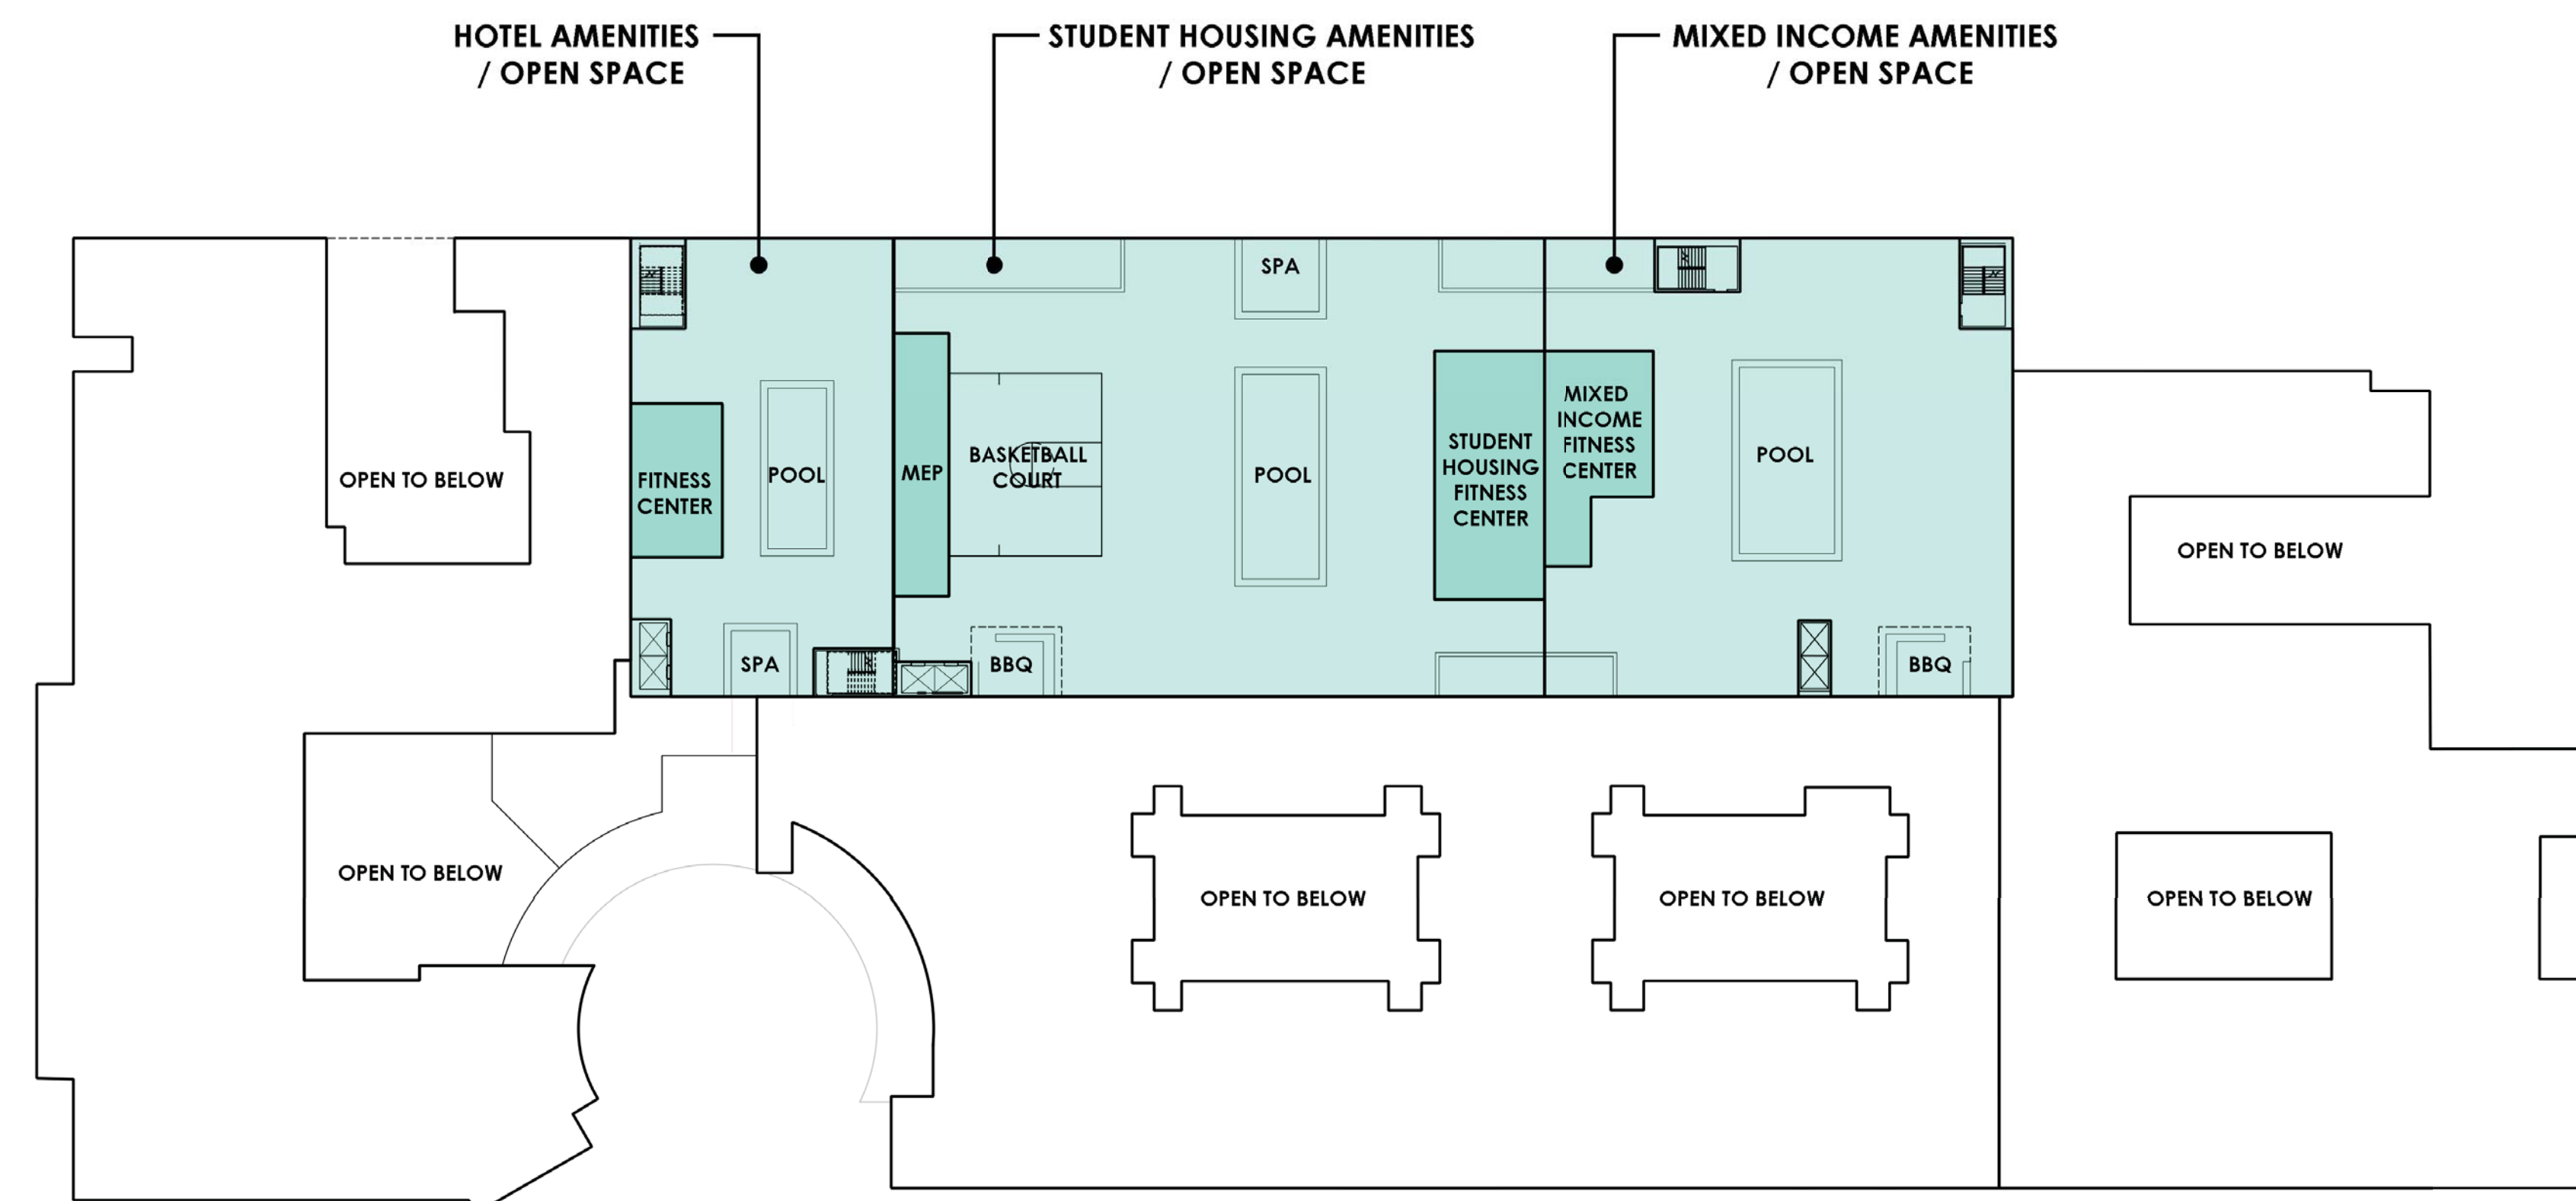 HOTEL AMENITIES
/ OPEN SPACE
STUDENT HOUSING AMENITIES
/ OPEN SPACE
MIXED INCOME AMENITIES
/ OPEN SPACE
OPEN TO BELOW
FITNESS
CENTER
POOL
SPA
MEP
BASKETBALL
COURT
BBQ
SPA
POOL
STUDENT
HOUSING
FITNESS
CENTER
MIXED
INCOME
FITNESS
CENTER
POOL
BBQ
OPEN TO BELOW
OPEN TO BELOW
OPEN TO BELOW
OPEN TO BELOW
OPEN TO BELOW